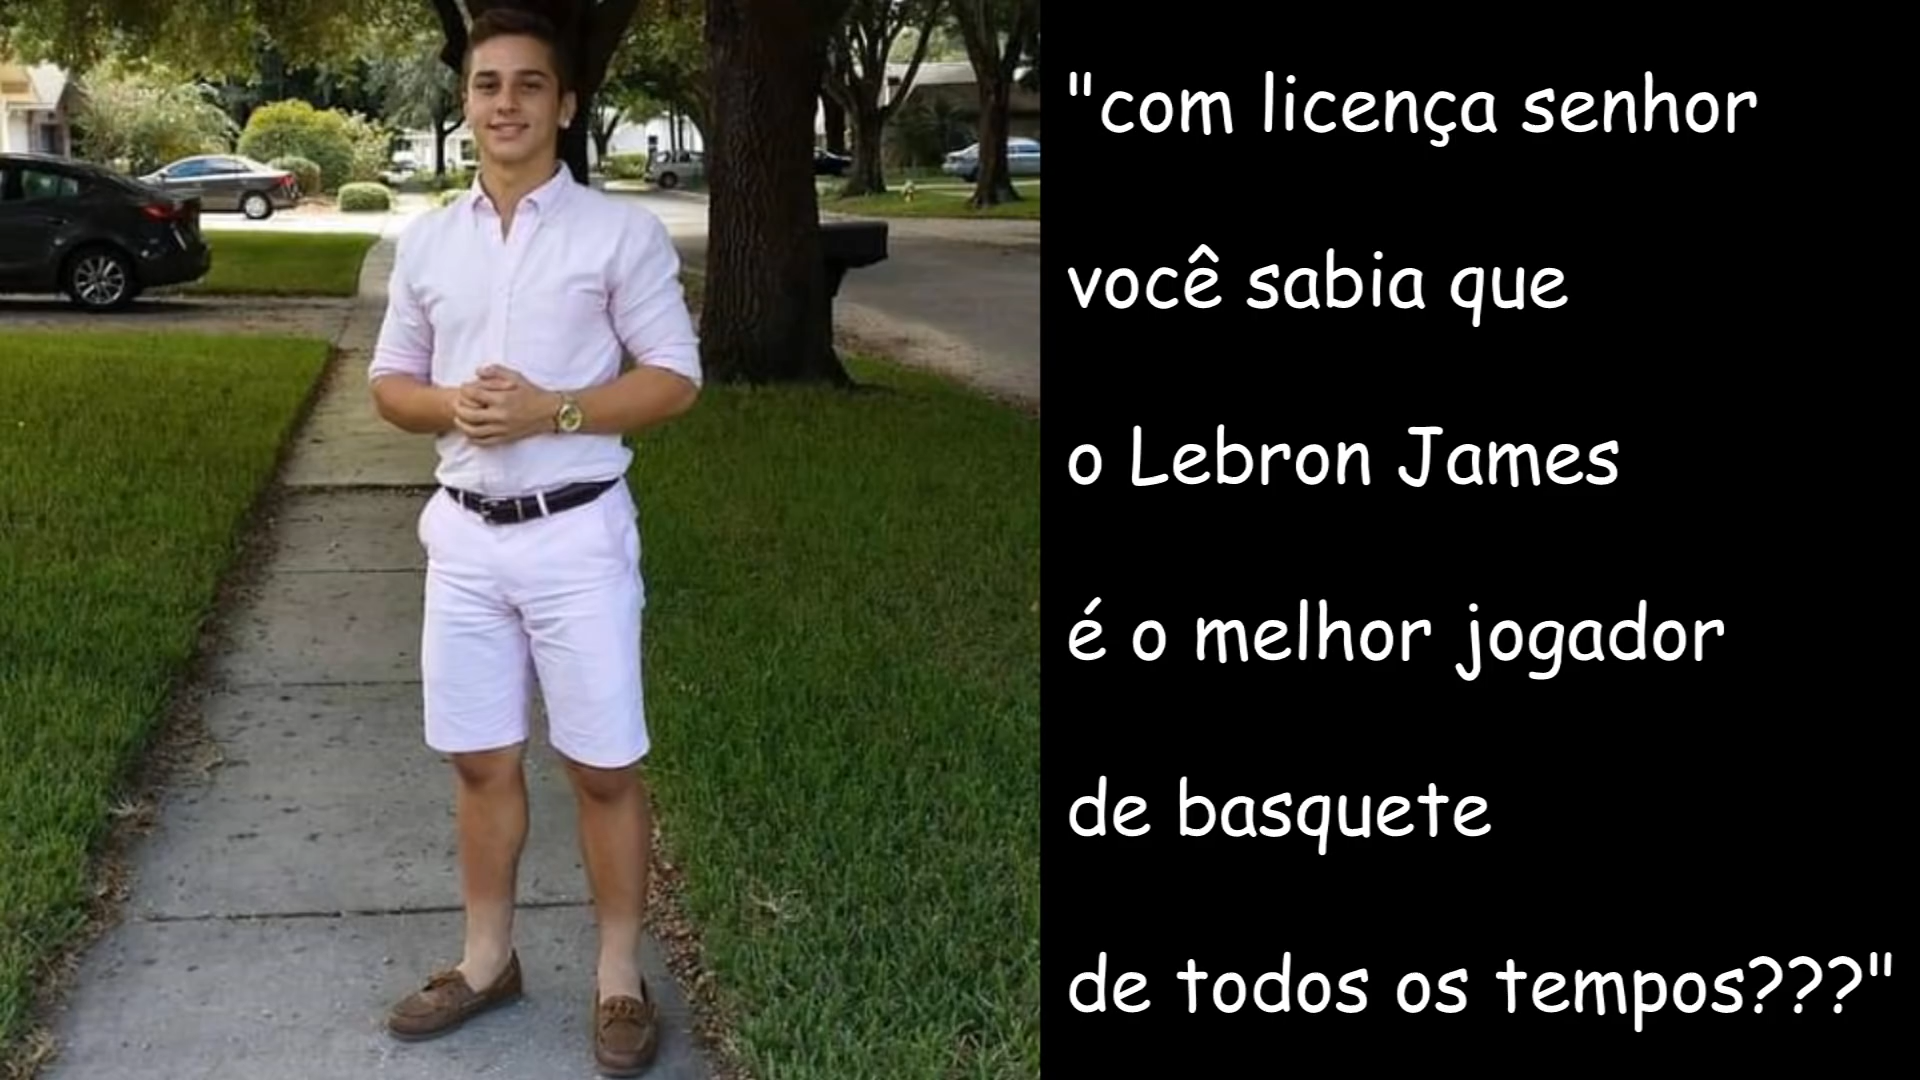 "com licença senhor
você sabia que
o Lebron James
é o melhor jogador
de basquete
de todos os tempos???"